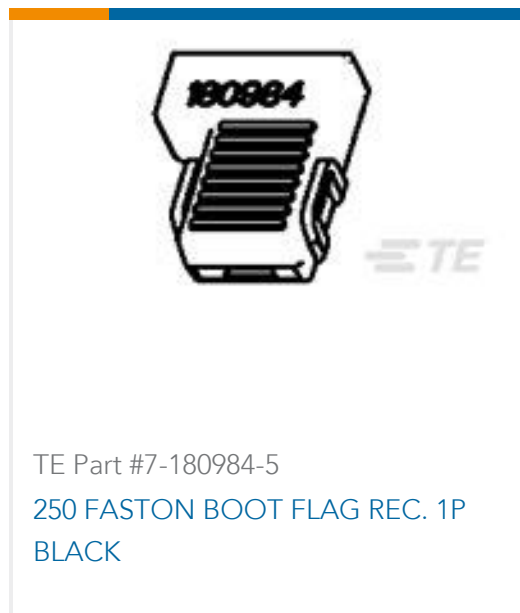 180984
TE
TE Part #7-180984-5
250 FASTON BOOT FLAG REC. 1P
BLACK